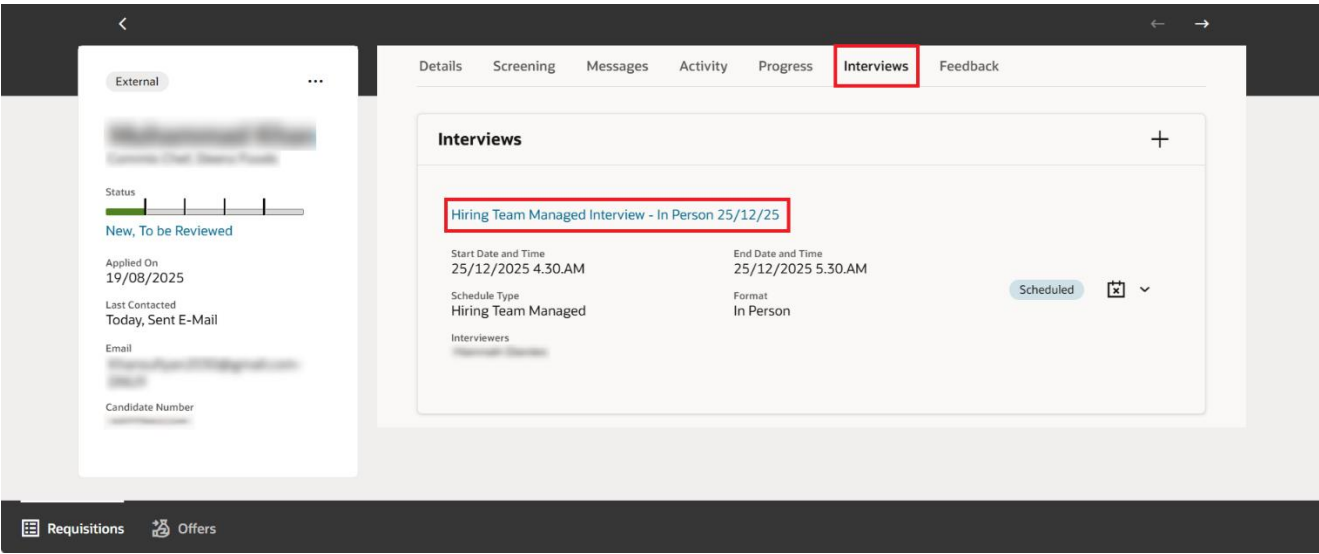 External
...
Status
New, To be Reviewed
Applied On
19/08/2025
Last Contacted
Today, Sent E-Mail
Email
Candidate Number
Details Screening Messages Activity Progress Interviews Feedback
Interviews
Hiring Team Managed Interview - In Person 25/12/25
Start Date and Time End Date and Time
25/12/2025 4.30.AM 25/12/2025 5.30.AM
Schedule Type Format
Hiring Team Managed In Person
Scheduled
Interviewers
Requisitions Offers